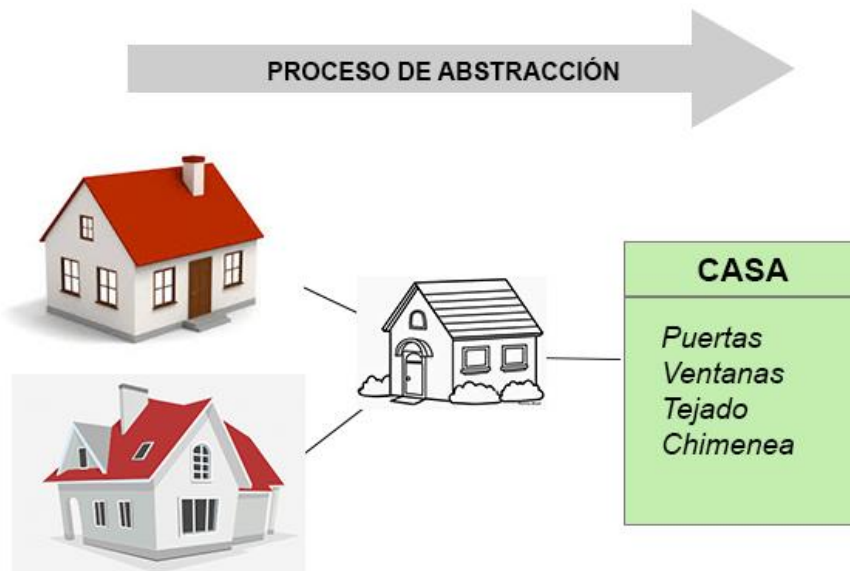 PROCESO DE ABSTRACCIÓN
CASA
Puertas
Ventanas
Tejado
Chimenea